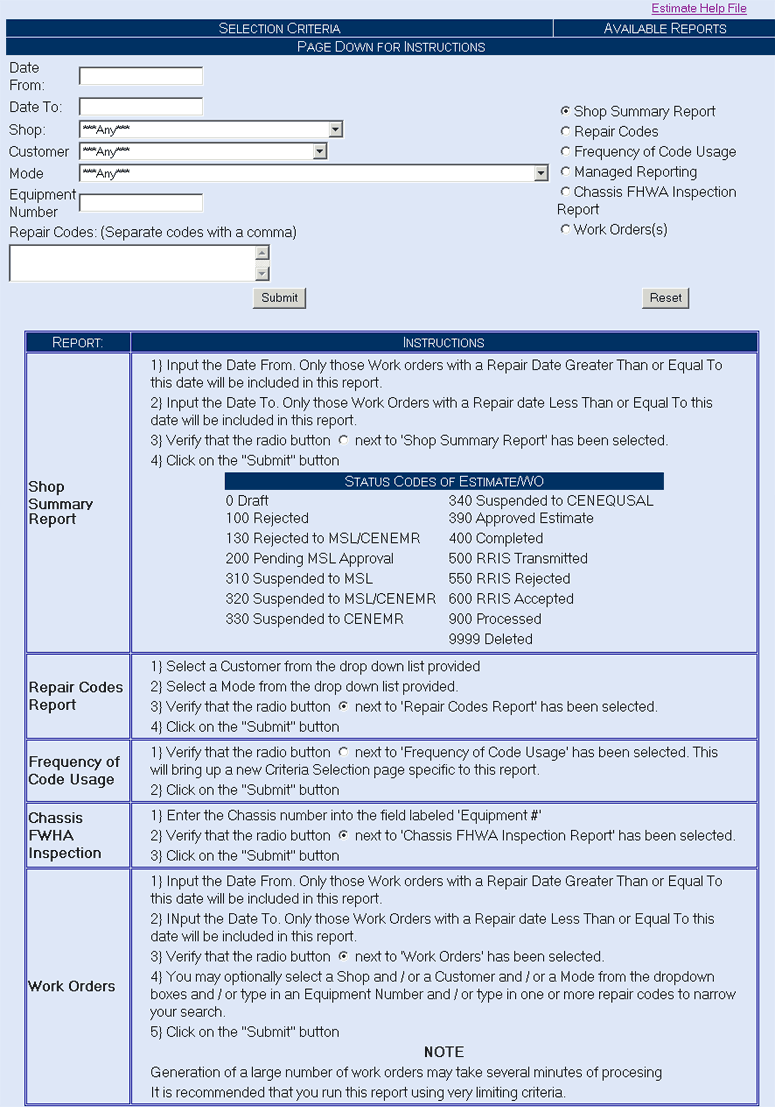 Estimate Help File
SELECTION CRITERIA AVAILABLE REPORTS
PAGE DOWN FOR INSTRUCTIONS
Date
From:
Date To:
Shop: ***Any***
Customer ***Any***
Mode ***Any***
Equipment
Number
Repair Codes: (Separate codes with a comma)
Shop Summary Report
Repair Codes
Frequency of Code Usage
Managed Reporting
Chassis FHWA Inspection
Report
Work Orders(s)
Submit Reset
REPORT: INSTRUCTIONS
Shop
Summary
Report
1} Input the Date From. Only those Work orders with a Repair Date Greater Than or Equal To
this date will be included in this report.
2} Input the Date To. Only those Work Orders with a Repair date Less Than or Equal To this
date will be included in this report.
3} Verify that the radio button next to 'Shop Summary Report' has been selected.
4} Click on the "Submit" button
STATUS CODES OF ESTIMATE/WO
0 Draft 340 Suspended to CENEQUSAL
100 Rejected 390 Approved Estimate
130 Rejected to MSL/CENEMR 400 Completed
200 Pending MSL Approval 500 RRIS Transmitted
310 Suspended to MSL 550 RRIS Rejected
320 Suspended to MSL/CENEMR 600 RRIS Accepted
330 Suspended to CENEMR 900 Processed
9999 Deleted
Repair Codes
Report
1} Select a Customer from the drop down list provided
2} Select a Mode from the drop down list provided.
3} Verify that the radio button next to 'Repair Codes Report' has been selected.
4} Click on the "Submit" button
Frequency of
Code Usage
1} Verify that the radio button next to 'Frequency of Code Usage' has been selected. This
will bring up a new Criteria Selection page specific to this report.
2} Click on the "Submit" button
Chassis
FWHA
Inspection
1} Enter the Chassis number into the field labeled 'Equipment #'
2} Verify that the radio button next to 'Chassis FHWA Inspection Report' has been selected.
3} Click on the "Submit" button
Work Orders
1} Input the Date From. Only those Work orders with a Repair Date Greater Than or Equal To
this date will be included in this report.
2} INput the Date To. Only those Work Orders with a Repair date Less Than or Equal To this
date will be included in this report.
3} Verify that the radio button next to 'Work Orders' has been selected.
4} You may optionally select a Shop and / or a Customer and / or a Mode from the dropdown
boxes and / or type in an Equipment Number and / or type in one or more repair codes to narrow
your search.
5} Click on the "Submit" button
NOTE
Generation of a large number of work orders may take several minutes of procesing
It is recommended that you run this report using very limiting criteria.